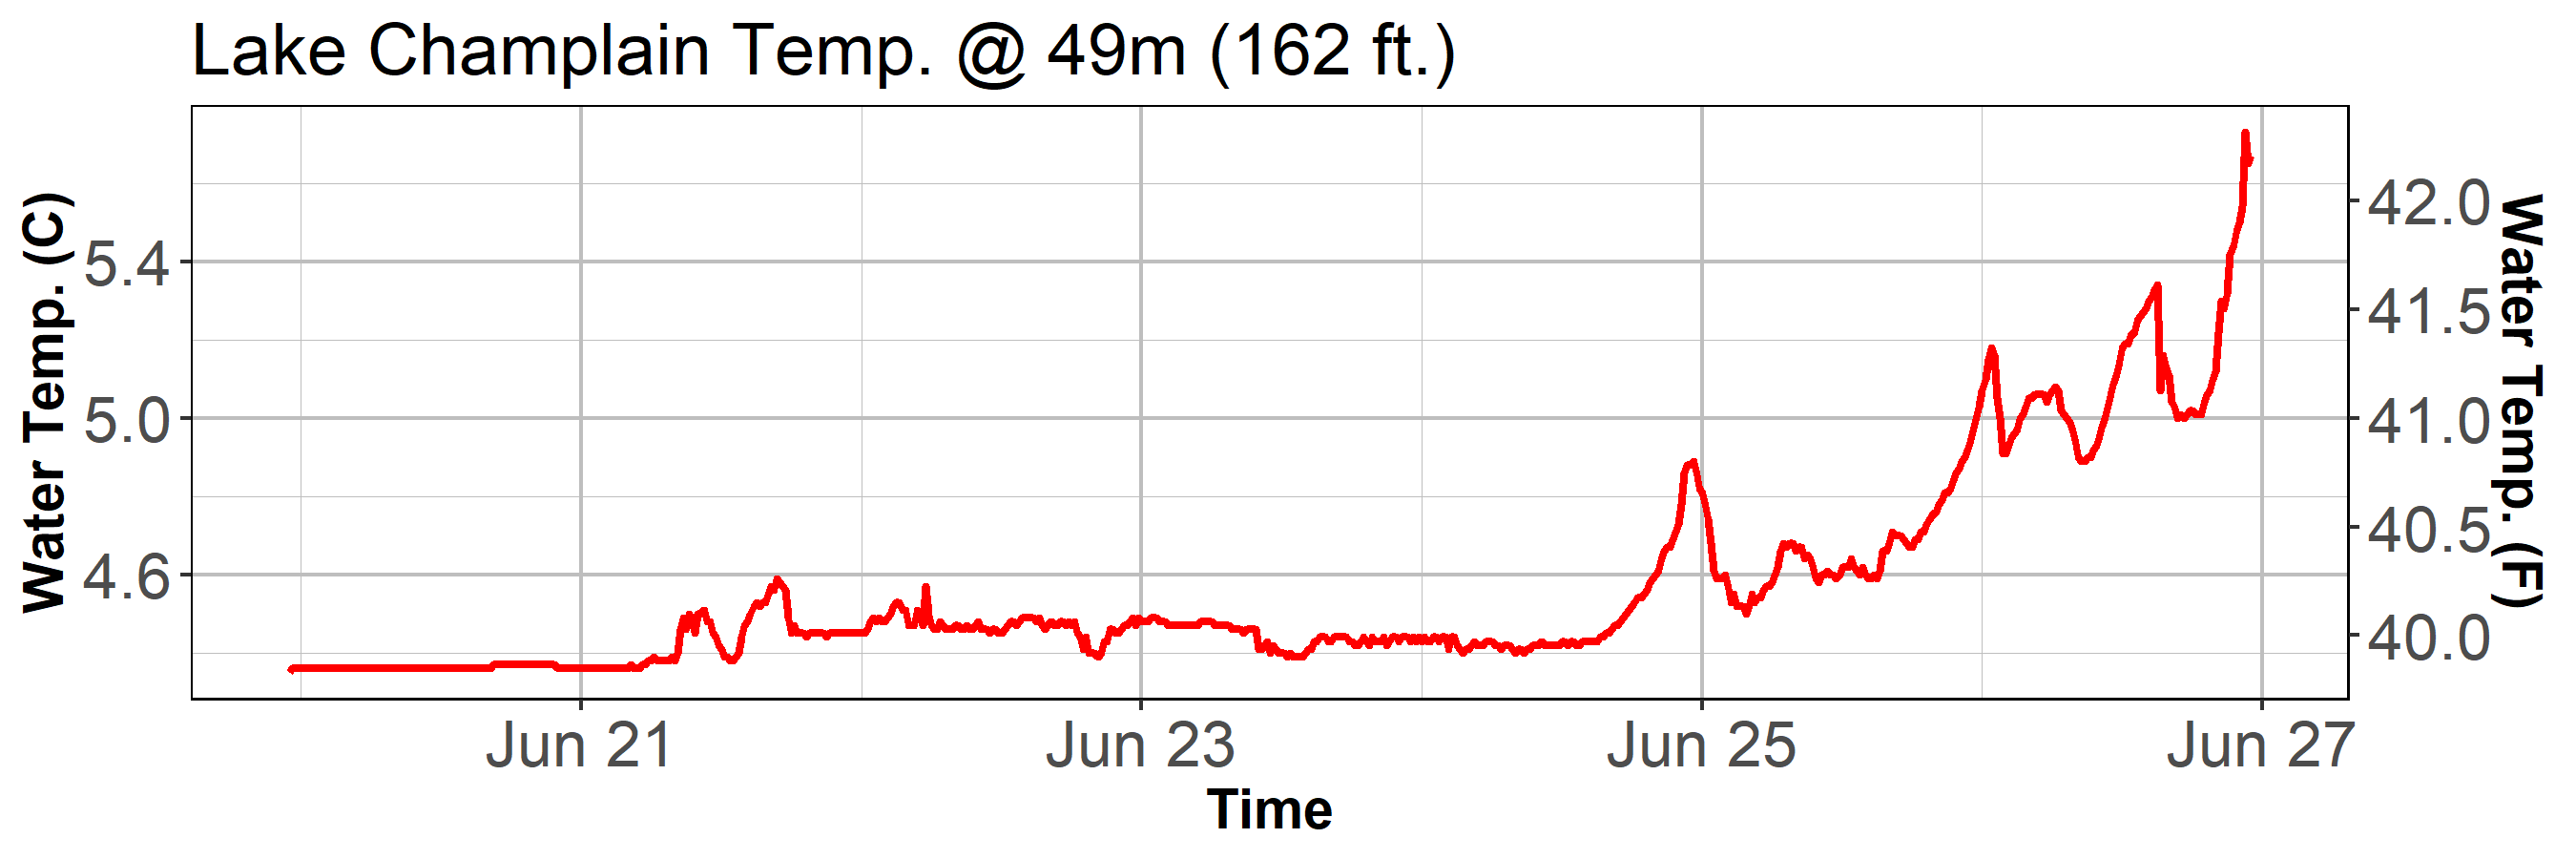 Lake Champlain Temp. @ 49m (162 ft.)
Water Temp. (C)
5.4
5.0
4.6
42.0
41.5
41.0
40.5
40.0
Water Temp. (F)
Jun 21
Jun 23
Jun 25
Jun 27
Time